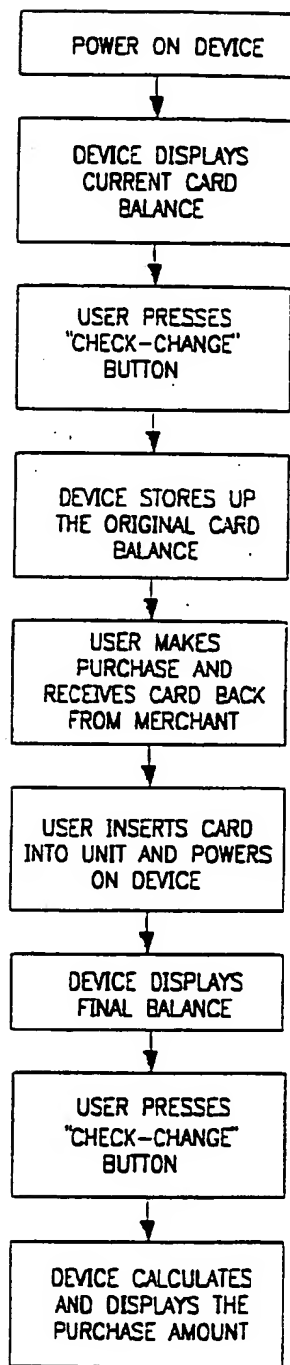 POWER ON DEVICE
DEVICE DISPLAYS
CURRENT CARD
BALANCE
USER PRESSES
"CHECK-CHANGE"
BUTTON
DEVICE STORES UP
THE ORIGINAL CARD
BALANCE
USER MAKES
PURCHASE AND
RECEIVES CARD BACK
FROM MERCHANT
USER INSERTS CARD
INTO UNIT AND POWERS
ON DEVICE
DEVICE DISPLAYS
FINAL BALANCE
USER PRESSES
"CHECK-CHANGE"
BUTTON
DEVICE CALCULATES
AND DISPLAYS THE
PURCHASE AMOUNT